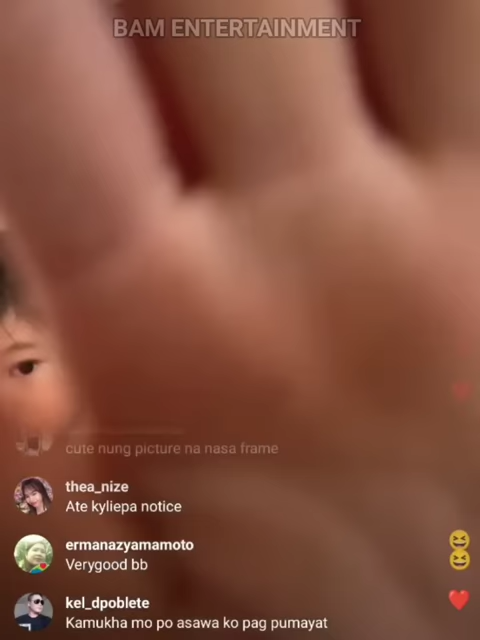 BAM ENTERTAINMENT
cute nung picture na nasa frame
thea_nize
Ate kyliepa notice
ermanazyamamoto
Verygood bb
kel_dpoblete
Kamukha mo po asawa ko pag pumayat